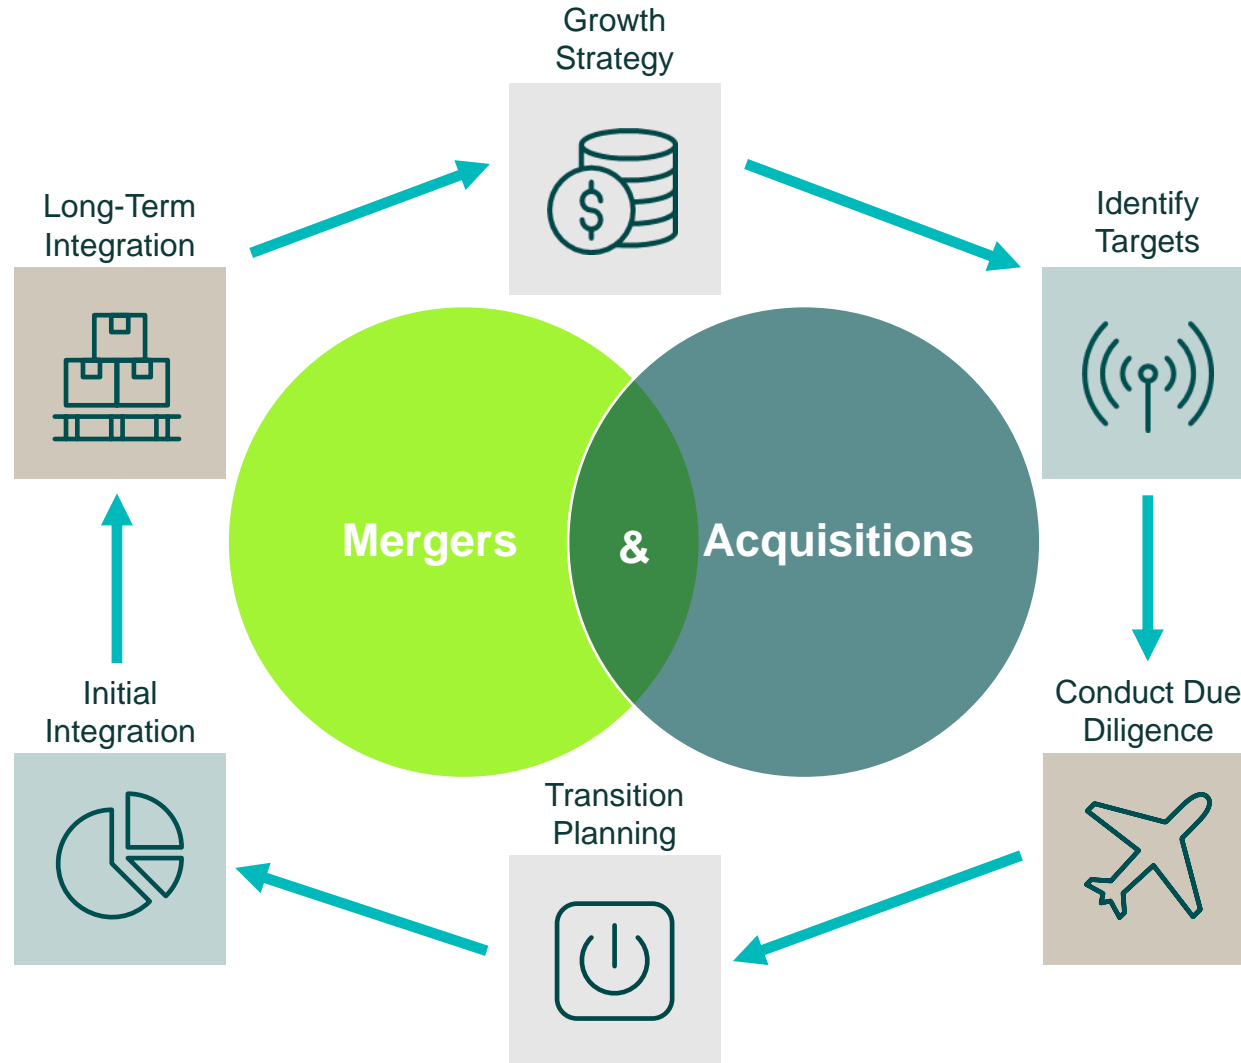 Growth
Strategy
Long-Term
Integration
Identify
Targets
$
Mergers & Acquisitions
Initial
Integration
Conduct Due
Diligence
Transition
Planning